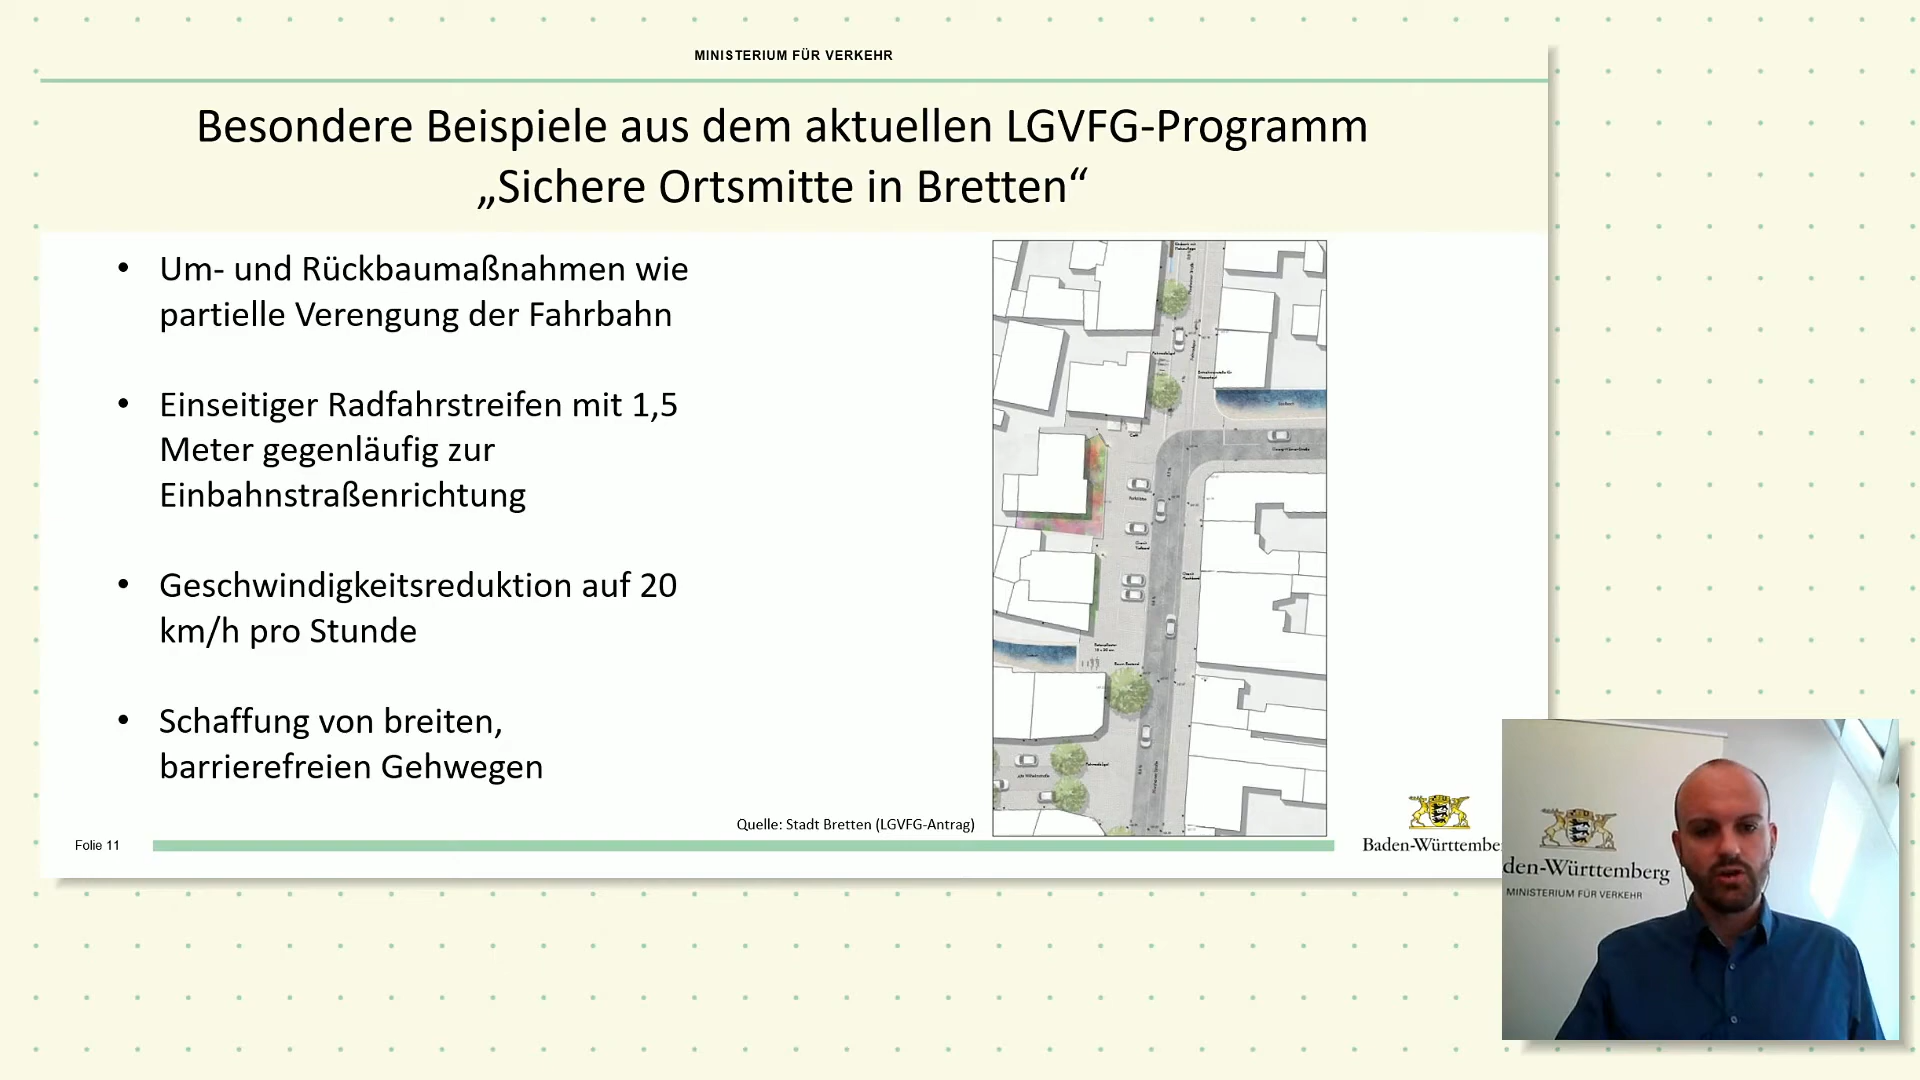 MINISTERIUM FÜR VERKEHR
Besondere Beispiele aus dem aktuellen LGVFG-Programm
„Sichere Ortsmitte in Bretten“
• Um- und Rückbaumaßnahmen wie
partielle Verengung der Fahrbahn
• Einseitiger Radfahrstreifen mit 1,5
Meter gegenläufig zur
Einbahnstraßenrichtung
• Geschwindigkeitsreduktion auf 20
km/h pro Stunde
• Schaffung von breiten,
barrierefreien Gehwegen
Quelle: Stadt Bretten (LGVFG-Antrag)
Folie 11
Baden-Württembe
den-Württemberg
MINISTERIUM FÜR VERKEHR